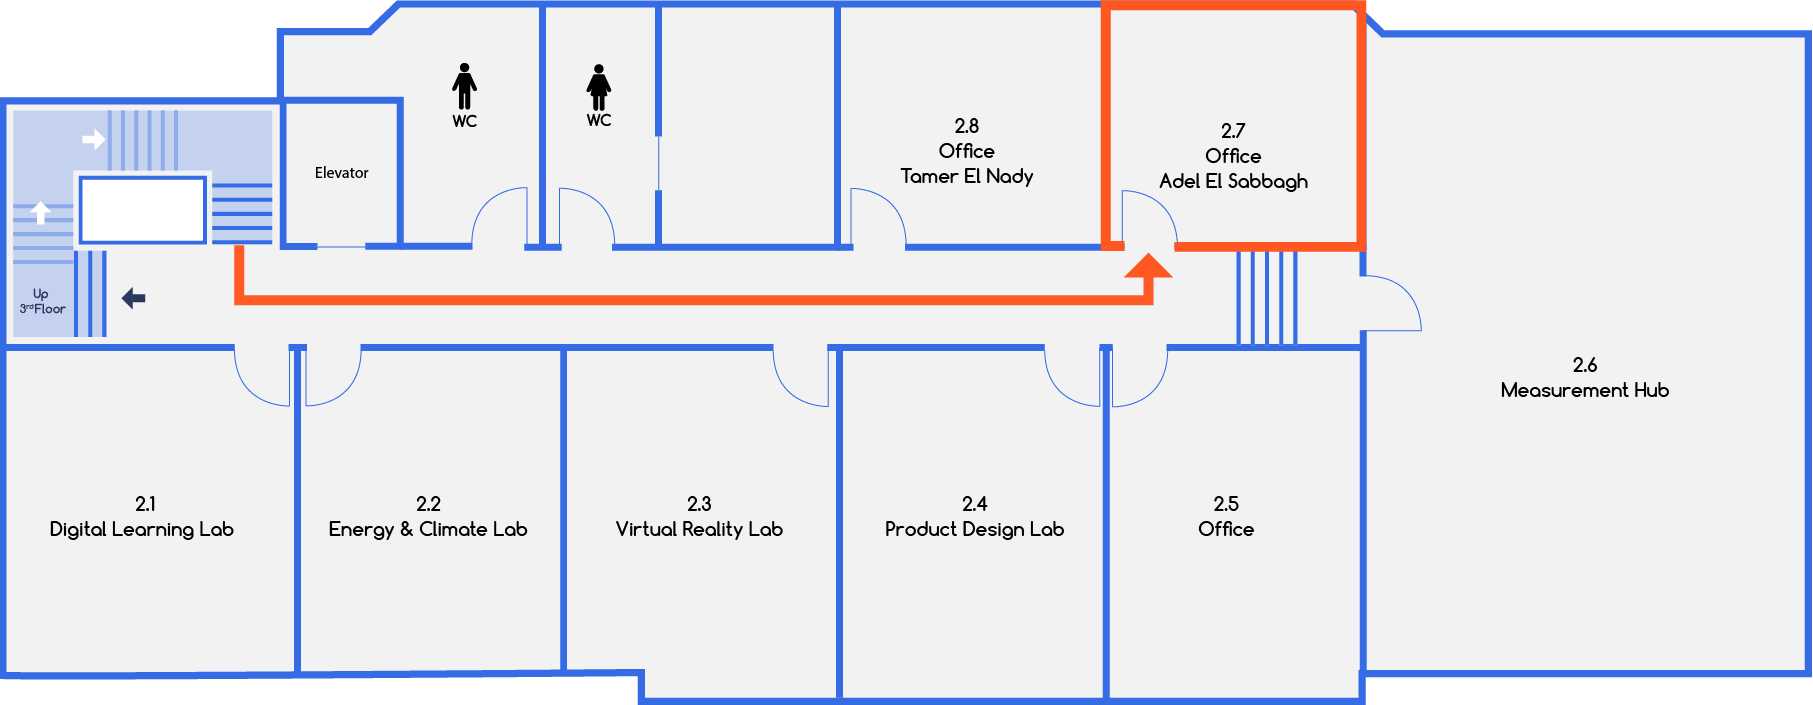 WC
WC
Elevator
2.8
Office
Tamer El Nady
2.7
Office
Adel El Sabbagh
Up
3rdFloor
2.6
Measurement Hub
2.1
Digital Learning Lab
2.2
Energy & Climate Lab
2.3
Virtual Reality Lab
2.4
Product Design Lab
2.5
Office